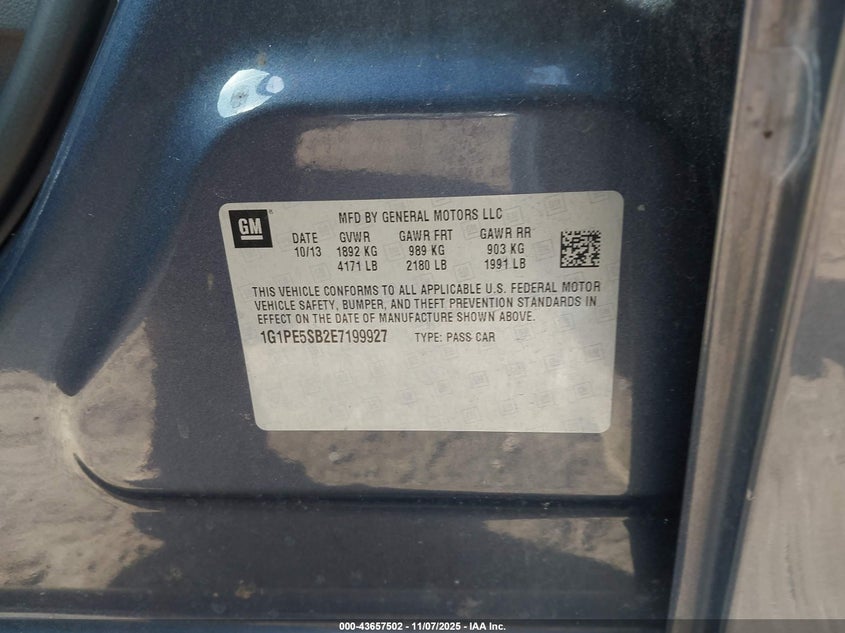 GM
MFD BY GENERAL MOTORS LLC
DATE GVWR GAWR FRT GAWR RR
10/13 1892 KG 989 KG 903 KG
4171 LB 2180 LB 1991 LB
THIS VEHICLE CONFORMS TO ALL APPLICABLE U.S. FEDERAL MOTOR
VEHICLE SAFETY, BUMPER, AND THEFT PREVENTION STANDARDS IN
EFFECT ON THE DATE OF MANUFACTURE SHOWN ABOVE.
1G1PE5SB2E7199927 TYPE: PASS CAR
000-43657502 - 11/07/2025 - IAA Inc.